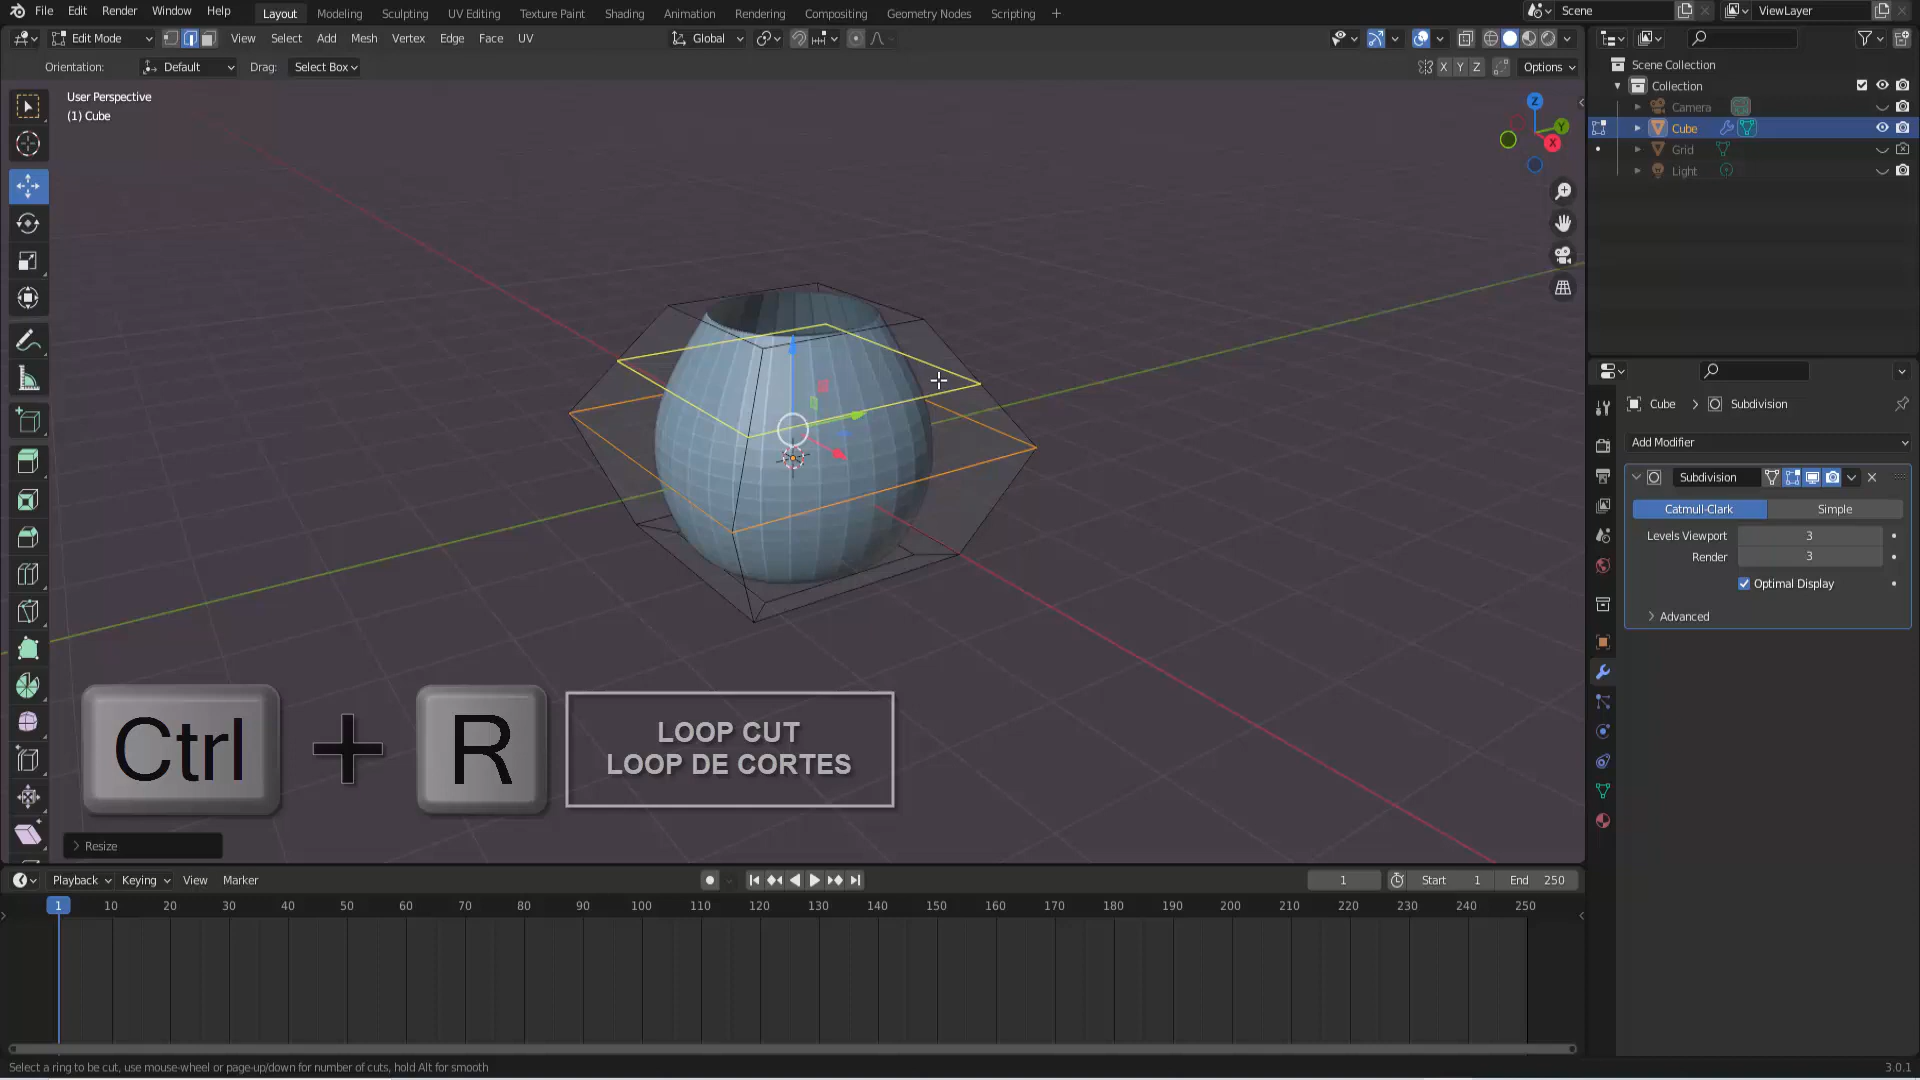 File Edit Render Window Help Layout Modeling Sculpting UV Editing Texture Paint Shading Animation Rendering Compositing Geometry Nodes Scripting + Scene ViewLayer
Edit Mode View Select Add Mesh Vertex Edge Face UV Global
Orientation: Default Drag: Select Box X Y Z Options
User Perspective
(1) Cube
Z
Y
X
Scene Collection
Collection
Camera
Cube
Grid
Light
Cube > Subdivision
Add Modifier
Subdivision
Catmull-Clark Simple
Levels Viewport 3
Render 3
Optimal Display
Advanced
Ctrl + R
LOOP CUT
LOOP DE CORTES
Resize
Playback Keying View Marker 1 Start 1 End 250
1 10 20 30 40 50 60 70 80 90 100 110 120 130 140 150 160 170 180 190 200 210 220 230 240 250
Select a ring to be cut, use mouse-wheel or page-up/down for number of cuts, hold Alt for smooth 3.0.1